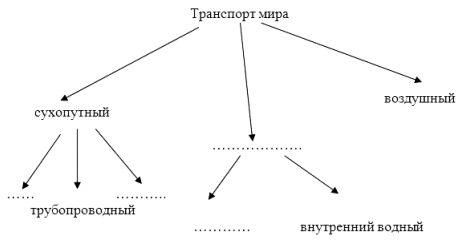 Транспорт мира
воздушный
сухопутный
……………………
…… …………
трубопроводный
………… внутренний водный